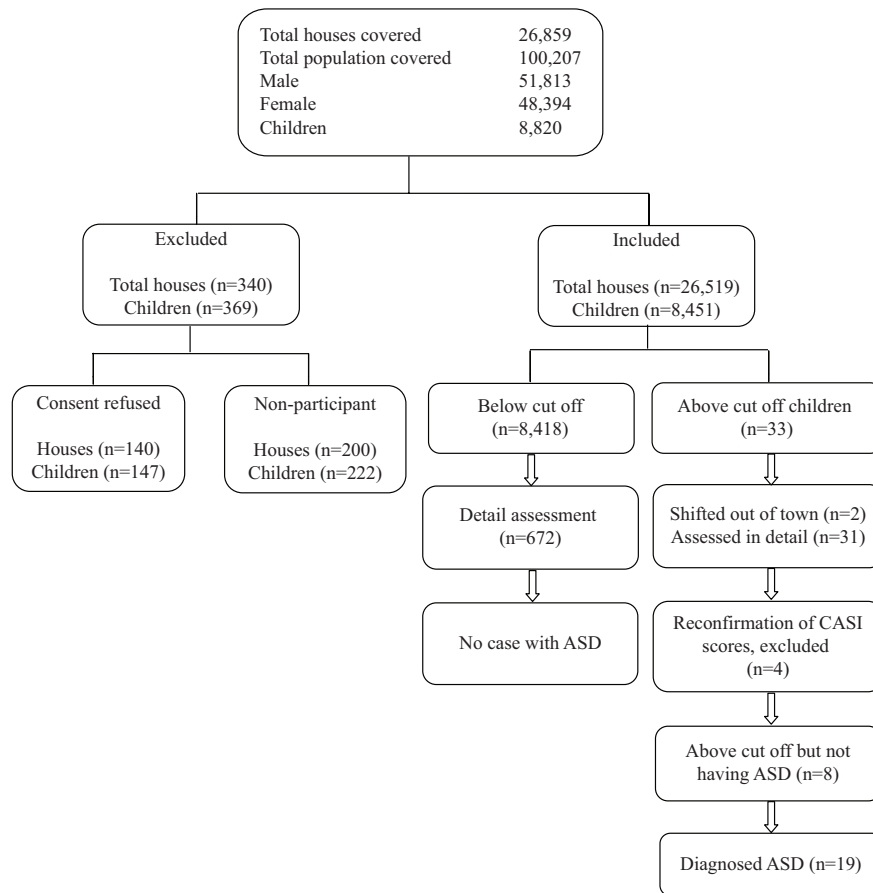 Total houses covered 26,859
Total population covered 100,207
Male 51,813
Female 48,394
Children 8,820
Excluded
Total houses (n=340)
Children (n=369)
Included
Total houses (n=26,519)
Children (n=8,451)
Consent refused
Houses (n=140)
Children (n=147)
Non-participant
Houses (n=200)
Children (n=222)
Below cut off
(n=8,418)
Above cut off children
(n=33)
Detail assessment
(n=672)
Shifted out of town (n=2)
Assessed in detail (n=31)
No case with ASD
Reconfirmation of CASI
scores, excluded
(n=4)
Above cut off but not
having ASD (n=8)
Diagnosed ASD (n=19)